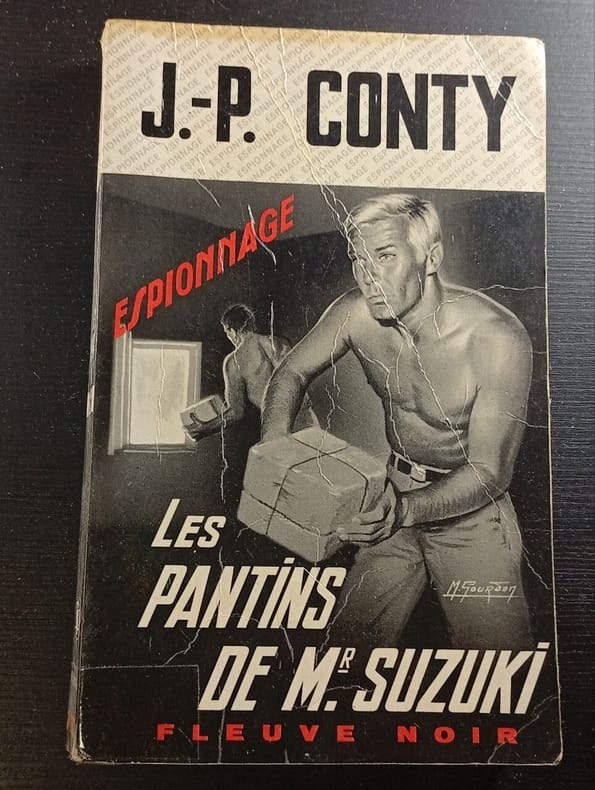 J.-P. CONTY
ESPIONNAGE
M. Gourdon
LES
PANTINS
DE MR. SUZUKI
FLEUVE NOIR